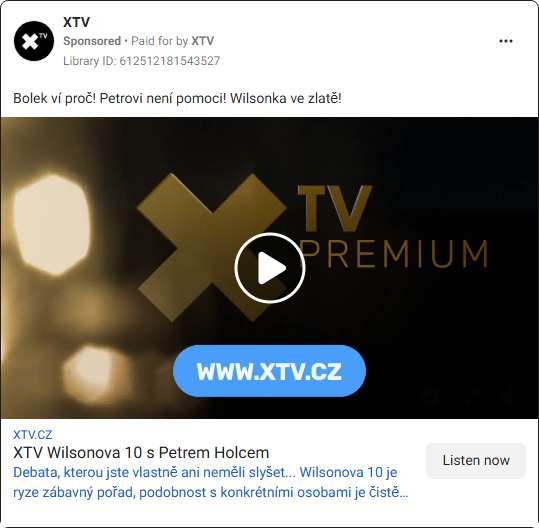 XTV
Sponsored • Paid for by XTV
Library ID: 612512181543527
Bolek ví proč! Petrovi není pomoci! Wilsonka ve zlatě!
X TV
PREMIUM
WWW.XTV.CZ
XTV.CZ
XTV Wilsonova 10 s Petrem Holcem
Debata, kterou jste vlastně ani neměli slyšet... Wilsonova 10 je
ryze zábavný pořad, podobnost s konkrétními osobami je čistě…
Listen now